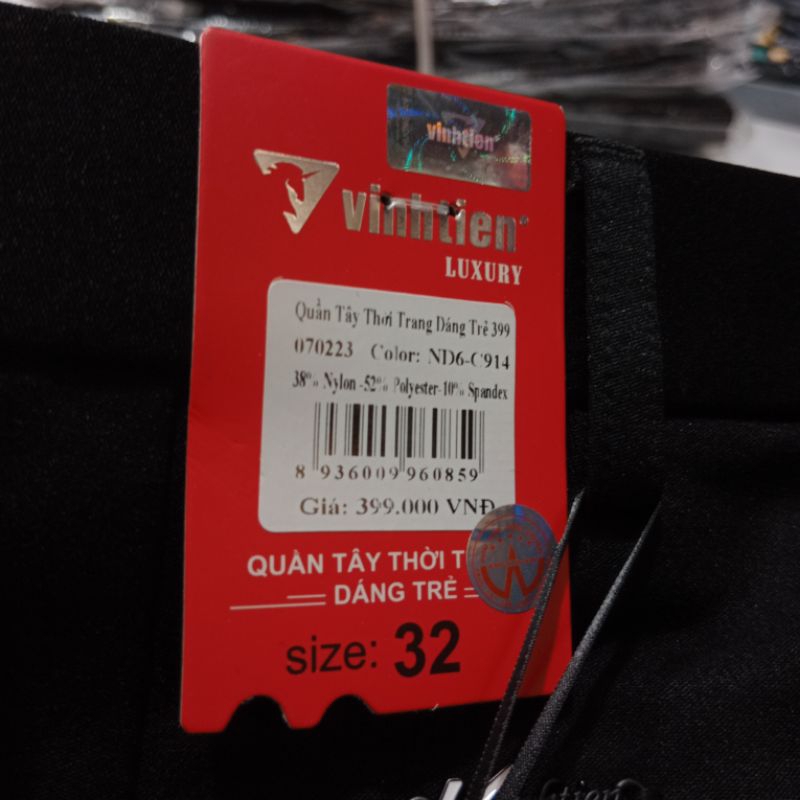 vinhtien
vinhtien
LUXURY
Quần Tây Thời Trang Dáng Trẻ 399
070223 Color: ND6-C914
38% Nylon -52% Polyester-10% Spandex
8 936009 960859
Giá: 399.000 VNĐ
QUẦN TÂY THỜI T
DÁNG TRẺ
size: 32